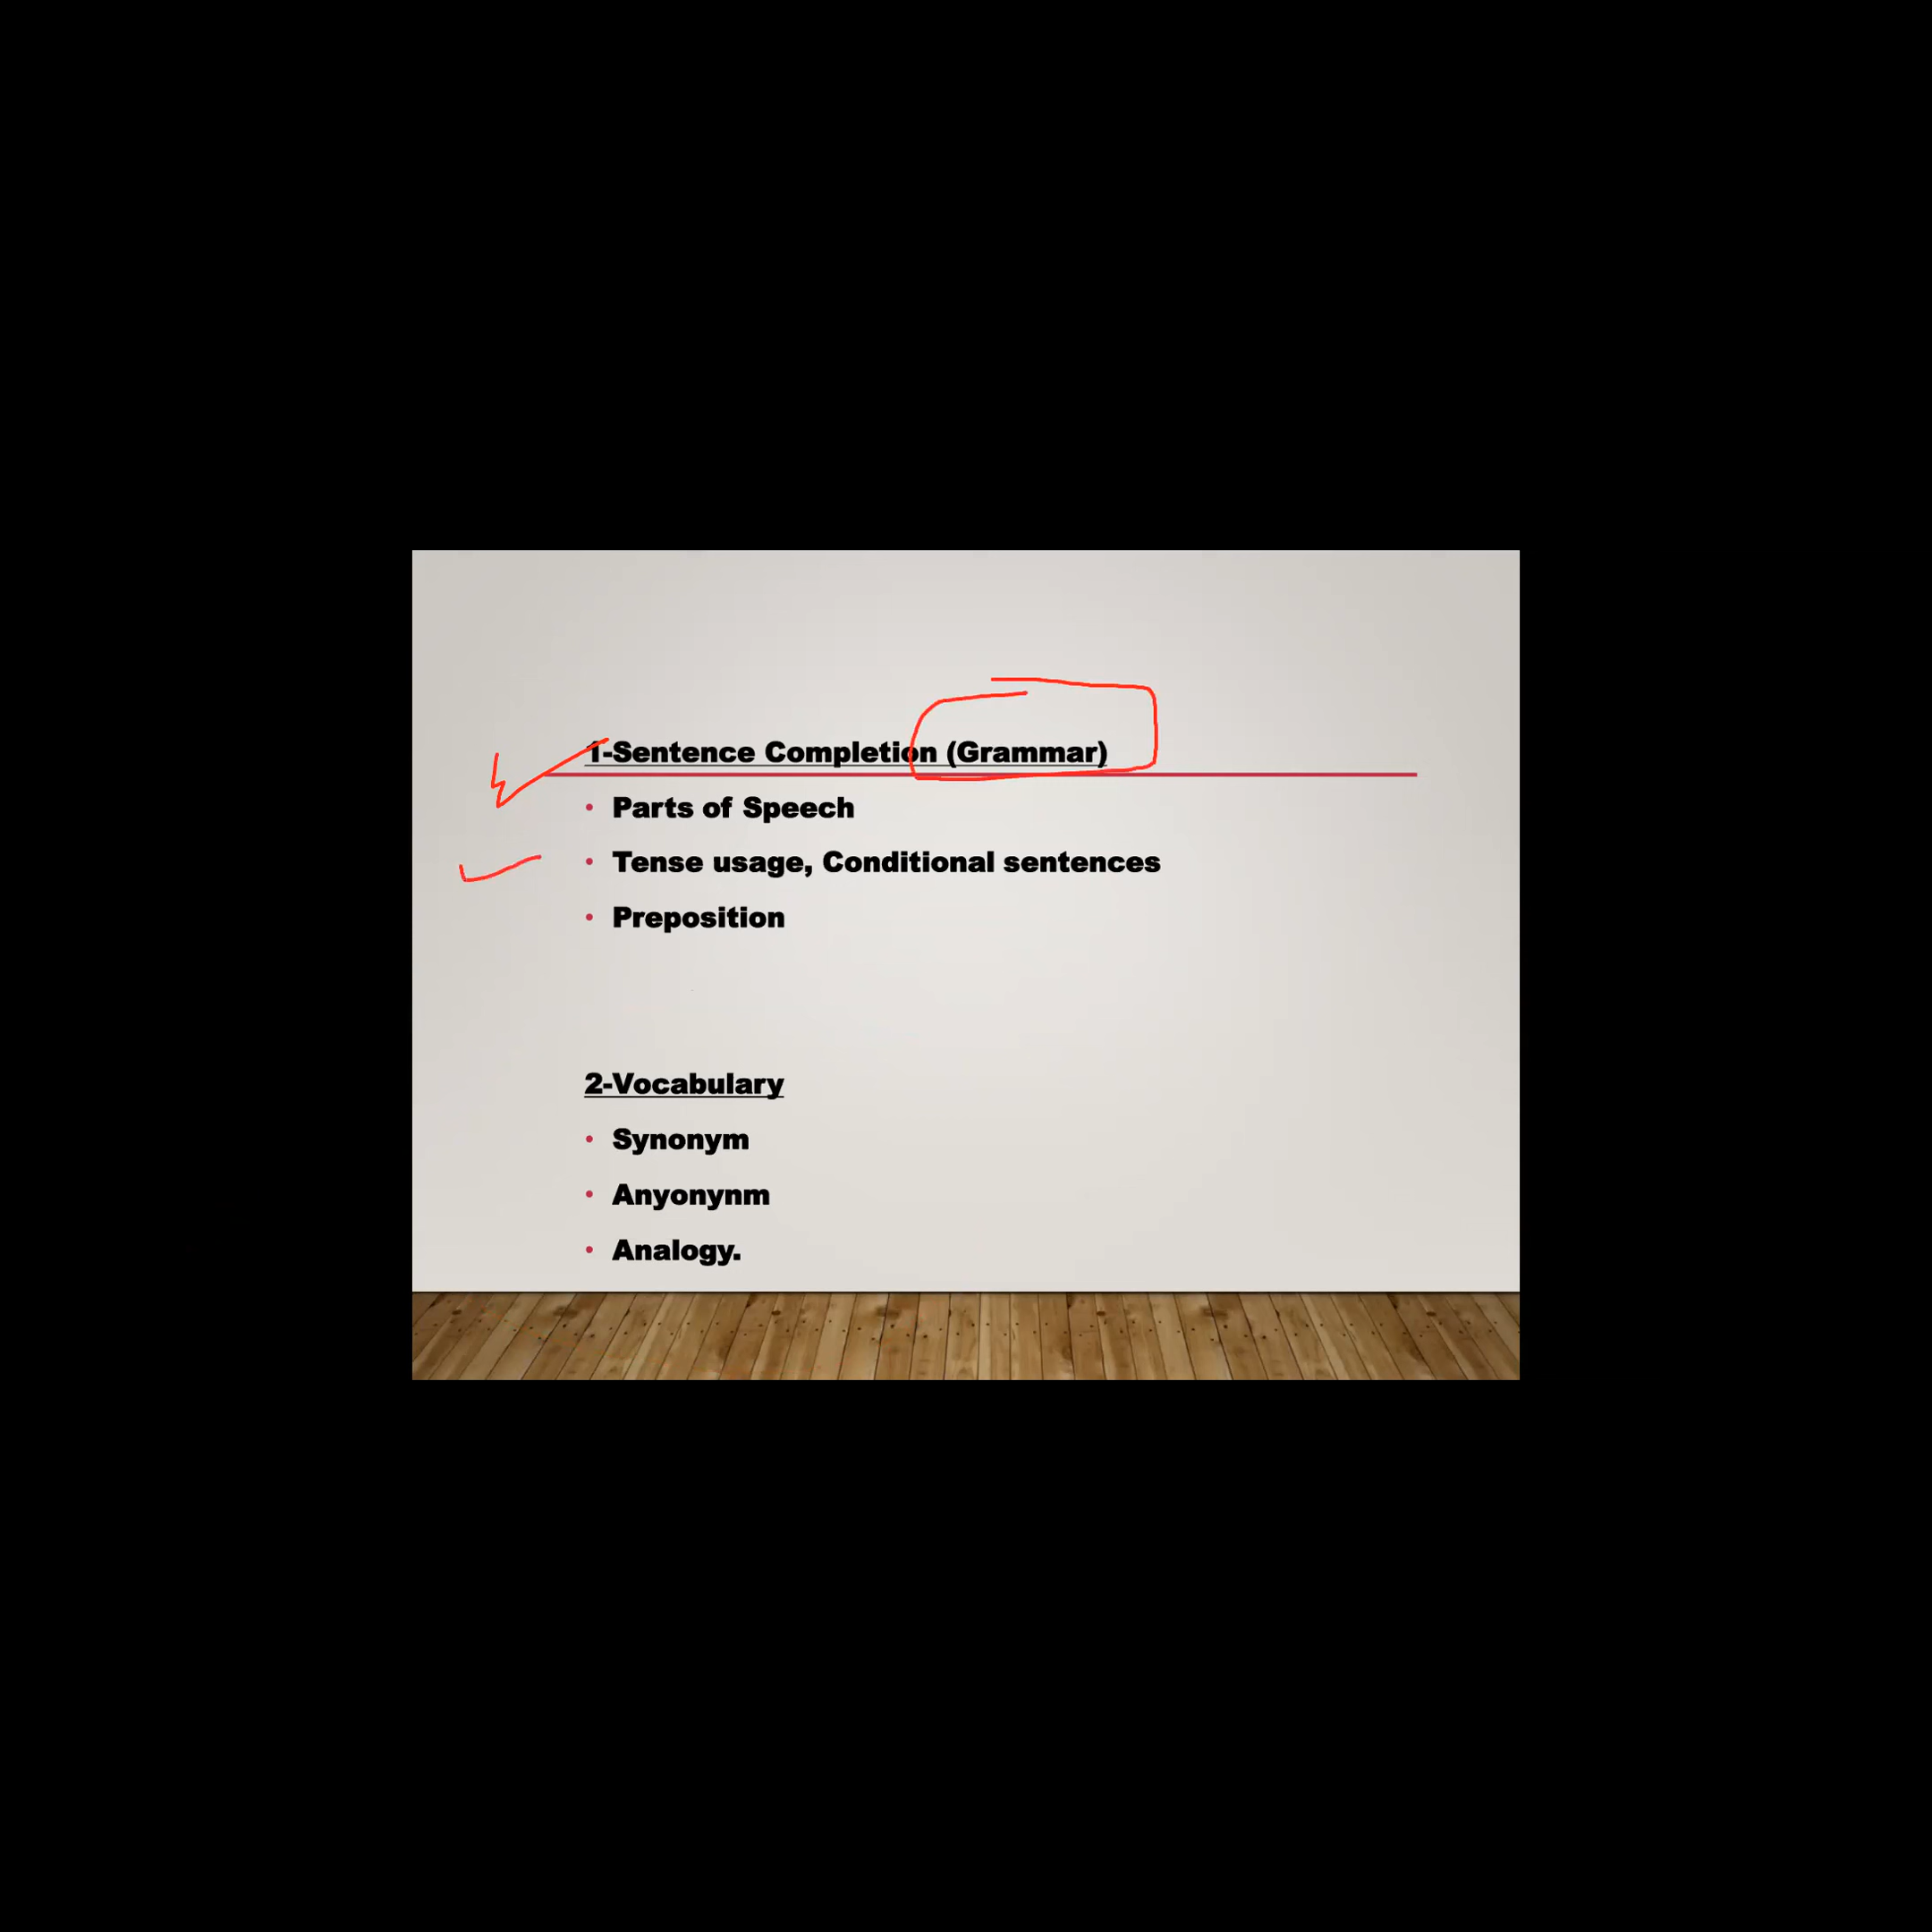 1-Sentence Completion (Grammar)
• Parts of Speech
• Tense usage, Conditional sentences
• Preposition
2-Vocabulary
• Synonym
• Anyonynm
• Analogy.